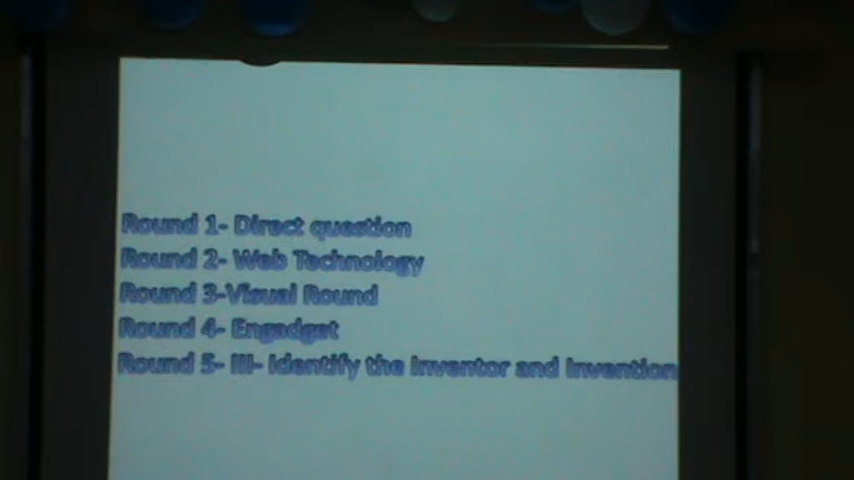 Round 1- Direct question
Round 2- Web Technology
Round 3-Visual Round
Round 4- Engadget
Round 5- III- Identify the Inventor and Invention